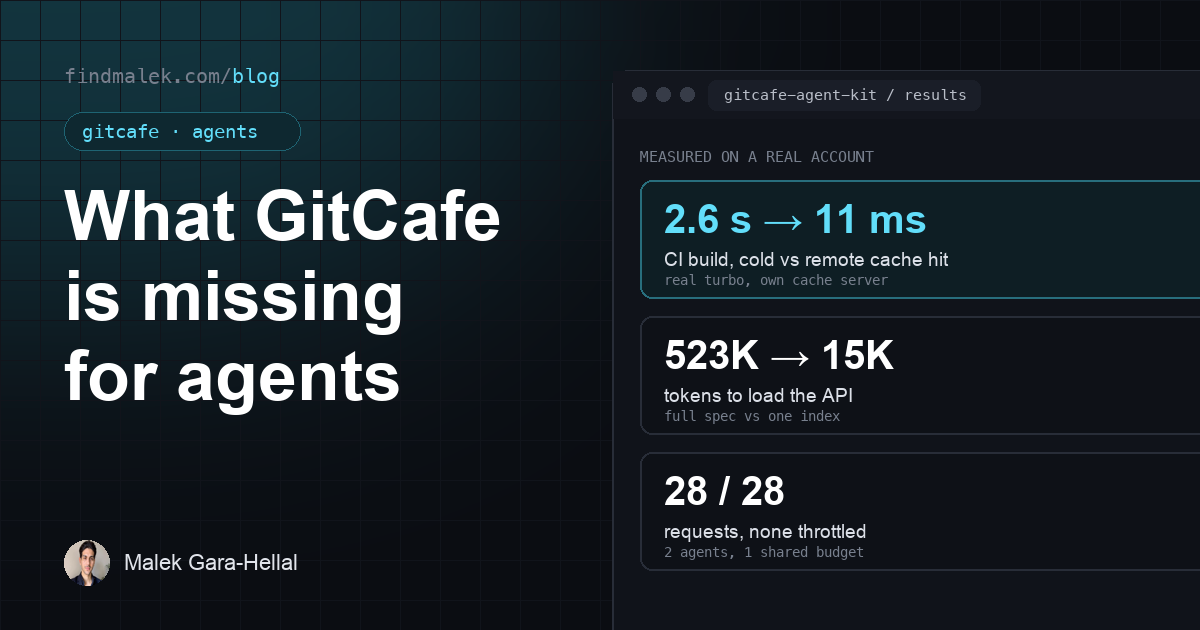 findmalek.com/blog
gitcafe · agents
What GitCafe
is missing
for agents
Malek Gara-Hellal
gitcafe-agent-kit / results
MEASURED ON A REAL ACCOUNT
2.6 s → 11 ms
CI build, cold vs remote cache hit
real turbo, own cache server
523K → 15K
tokens to load the API
full spec vs one index
28 / 28
requests, none throttled
2 agents, 1 shared budget